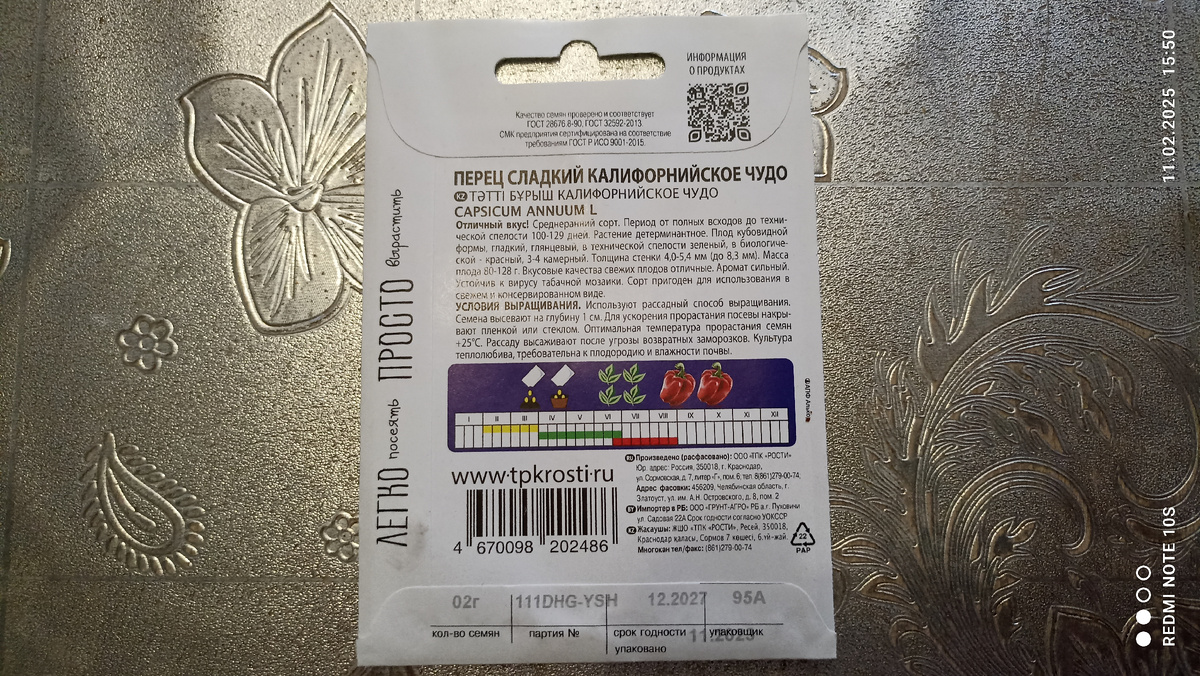 ИНФОРМАЦИЯ
О ПРОДУКТАХ
Качество семян проверено и соответствует
ГОСТ 28676.8-90, ГОСТ 32592-2013
СМК предприятия сертифицирована на соответствие
требованиям ГОСТ Р ИСО 9001-2015
ПЕРЕЦ СЛАДКИЙ КАЛИФОРНИЙСКОЕ ЧУДО
KZ ТӘТТІ БҰРЫШ КАЛИФОРНИЙСКОЕ ЧУДО
CAPSICUM ANNUUM L
Отличный вкус! Среднеранний сорт. Период от полных всходов до техни-
ческой спелости 100-129 дней. Растение детерминантное. Плод кубовидной
формы, гладкий, глянцевый, в технической спелости зеленый, в биологиче-
ской - красный, 3-4 камерный. Толщина стенки 4,0-5,4 мм (до 8,3 мм). Масса
плода 80-128 г. Вкусовые качества свежих плодов отличные. Аромат сильный.
Устойчив к вирусу табачной мозаики. Сорт пригоден для использования в
свежем и консервированном виде.
УСЛОВИЯ ВЫРАЩИВАНИЯ. Используют рассадный способ выращивания.
Семена высевают на глубину 1 см. Для ускорения прорастания посевы накры-
вают пленкой или стеклом. Оптимальная температура прорастания семян
+25°С. Рассаду высаживают после угрозы возвратных заморозков. Культура
теплолюбива, требовательна к плодородию и влажности почвы.
I II III IV V VI VII VIII IX X XI XII
ЛЕГКО посеять ПРОСТО вырастить
www.tpkrosti.ru
4 670098 202486
RU Произведено (расфасовано): ООО «ТПК «РОСТИ»
Юр. адрес: Россия, 350018, г. Краснодар,
ул. Сормовская, д. 7, литер «Г», пом. 6, тел. 8(861)279-00-74,
Адрес фасовки: 456209, Челябинская область, г.
Златоуст, ул. им. А.Н. Островского, д. 8, пом. 2
BY Импортер в РБ: ООО «ГРУНТ-АГРО» РБ а.г. Пуховичи
ул. Садовая 22А Срок годности согласно УОКССР
KZ Жасаушы: ЖШО «ТПК «РОСТИ», Ресей, 350018,
Краснодар каласы, Сормов 7 көшесі, 6.үй-жай.
Многокан тел/факс: (861)279-00-74
22
PAP
02г 111DHG-YSH 12.2027 95А
кол-во семян партия № срок годности упаковщик
упаковано
11.02.2025 15:50
REDMI NOTE 10S